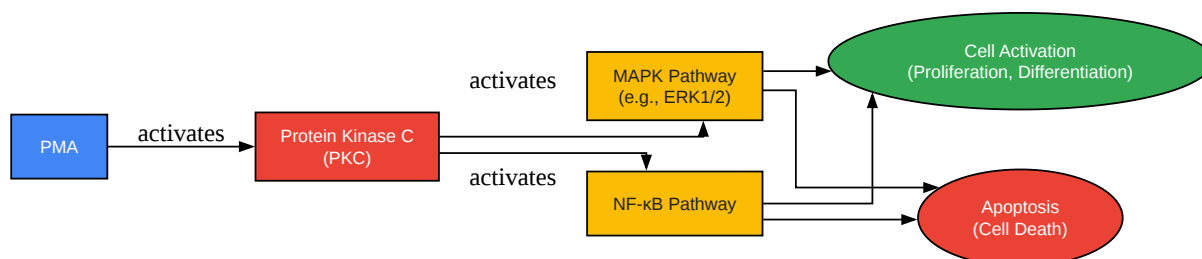 PMA
activates
Protein Kinase C
(PKC)
activates
activates
MAPK Pathway
(e.g., ERK1/2)
NF-κB Pathway
Cell Activation
(Proliferation, Differentiation)
Apoptosis
(Cell Death)